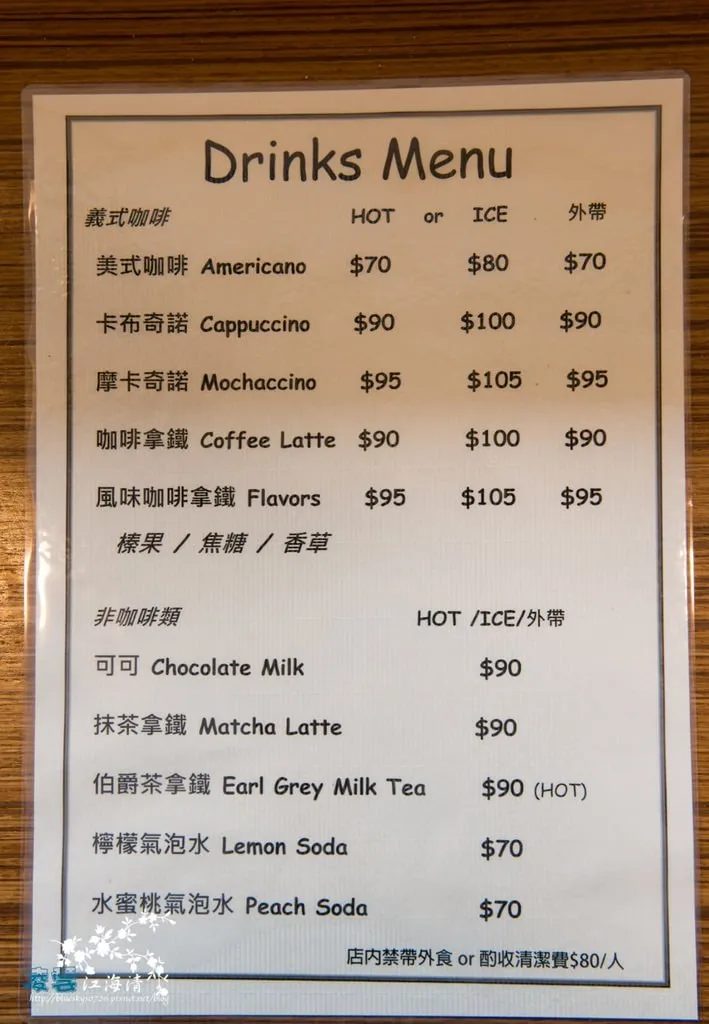 Drinks Menu
義式咖啡 HOT or ICE 外帶
美式咖啡 Americano $70 $80 $70
卡布奇諾 Cappuccino $90 $100 $90
摩卡奇諾 Mochaccino $95 $105 $95
咖啡拿鐵 Coffee Latte $90 $100 $90
風味咖啡拿鐵 Flavors $95 $105 $95
榛果 / 焦糖 / 香草
非咖啡類 HOT /ICE/外帶
可可 Chocolate Milk $90
抹茶拿鐵 Matcha Latte $90
伯爵茶拿鐵 Earl Grey Milk Tea $90 (HOT)
檸檬氣泡水 Lemon Soda $70
水蜜桃氣泡水 Peach Soda $70
店內禁帶外食 or 酌收清潔費$80/人
江海清